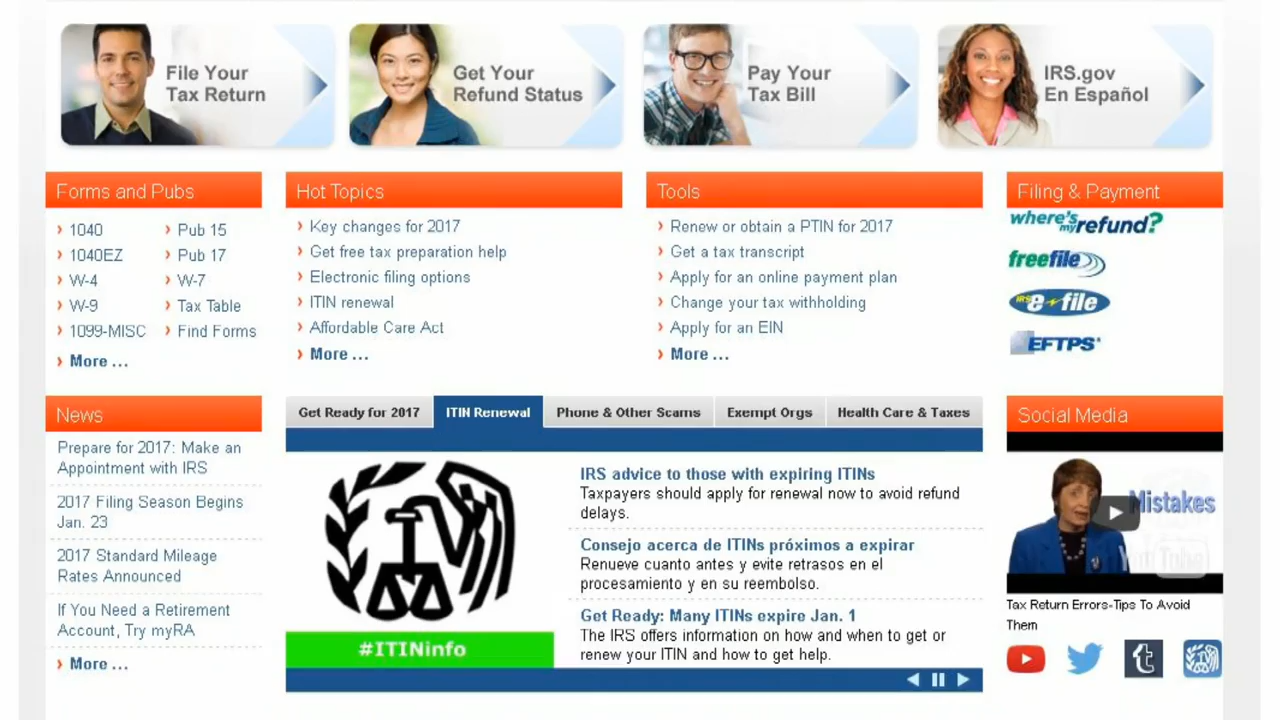 File Your
Tax Return
Get Your
Refund Status
Pay Your
Tax Bill
IRS.gov
En Español
Forms and Pubs
1040
1040EZ
W-4
W-9
1099-MISC
More ...
Pub 15
Pub 17
W-7
Tax Table
Find Forms
Hot Topics
Key changes for 2017
Get free tax preparation help
Electronic filing options
ITIN renewal
Affordable Care Act
More ...
Tools
Renew or obtain a PTIN for 2017
Get a tax transcript
Apply for an online payment plan
Change your tax withholding
Apply for an EIN
More ...
Filing & Payment
where's my refund?
freefile
IRS e-file
EFTPS
News
Prepare for 2017: Make an
Appointment with IRS
2017 Filing Season Begins
Jan. 23
2017 Standard Mileage
Rates Announced
If You Need a Retirement
Account, Try myRA
More ...
Get Ready for 2017
ITIN Renewal
Phone & Other Scams
Exempt Orgs
Health Care & Taxes
#ITINinfo
IRS advice to those with expiring ITINs
Taxpayers should apply for renewal now to avoid refund
delays.
Consejo acerca de ITINs próximos a expirar
Renueve cuanto antes y evite retrasos en el
procesamiento y en su reembolso.
Get Ready: Many ITINs expire Jan. 1
The IRS offers information on how and when to get or
renew your ITIN and how to get help.
Social Media
Mistakes
YouTube
Tax Return Errors-Tips To Avoid
Them
t